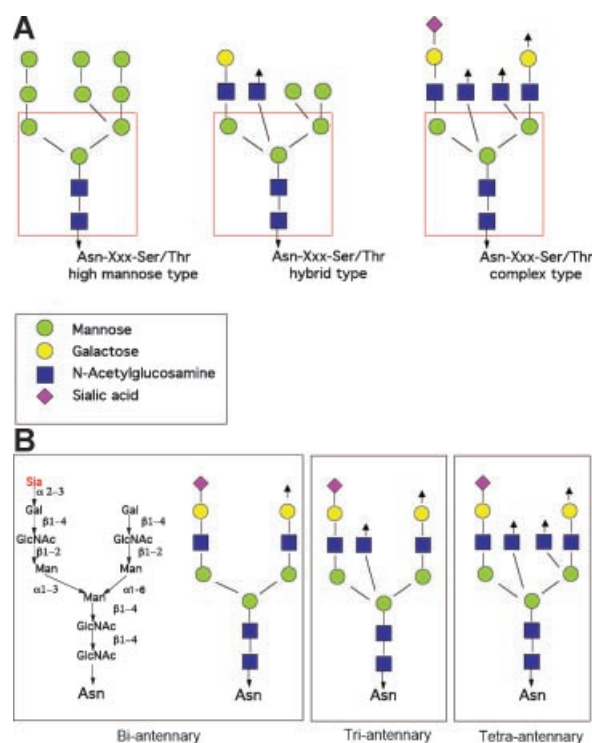 A
Asn-Xxx-Ser/Thr
high mannose type
Asn-Xxx-Ser/Thr
hybrid type
Asn-Xxx-Ser/Thr
complex type
Mannose
Galactose
N-Acetylglucosamine
Sialic acid
B
Sia
α 2–3
Gal
β1–4
GlcNAc
β1–2
Man
α1–3
Gal
β1–4
GlcNAc
β1–2
Man
α1–6
Man
β1–4
GlcNAc
β1–4
GlcNAc
Asn
Asn
Asn
Asn
Bi-antennary
Tri-antennary
Tetra-antennary